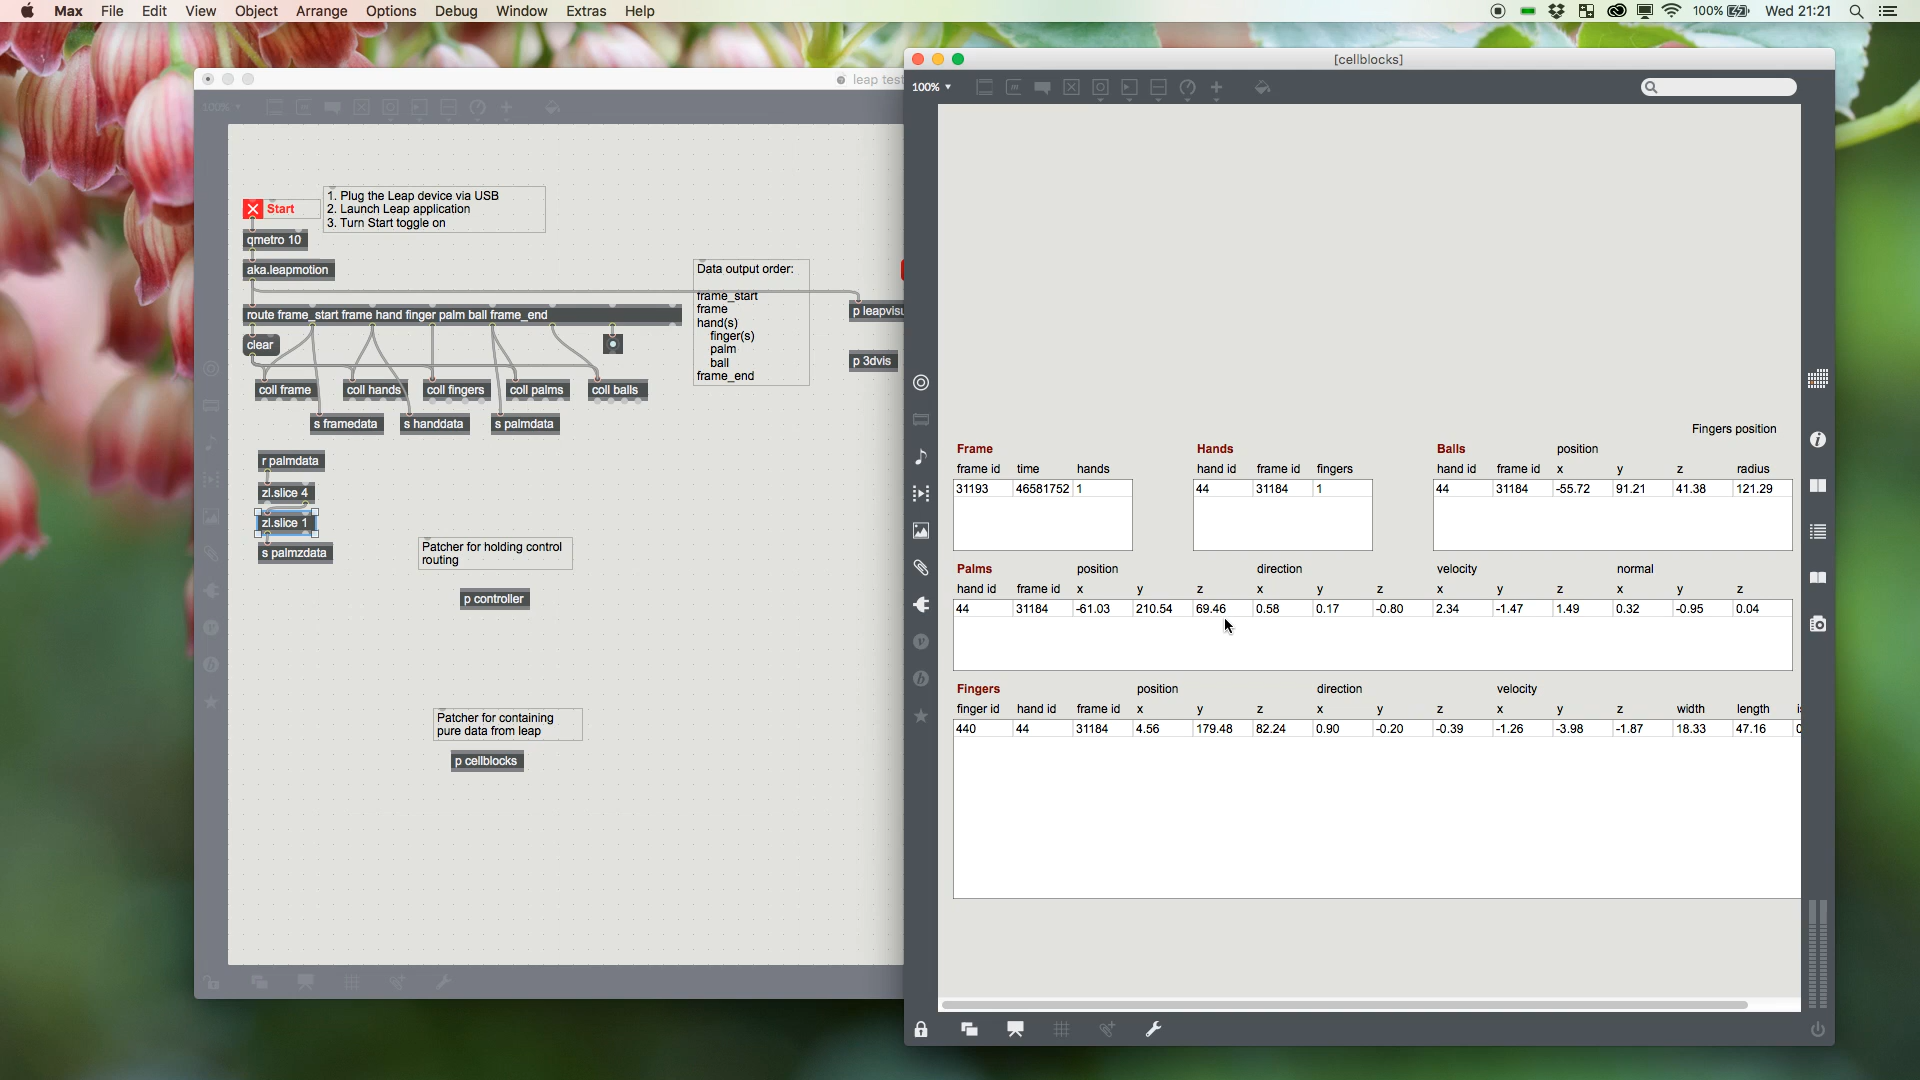 Max File Edit View Object Arrange Options Debug Window Extras Help
100% Wed 21:21
leap test
100%
Start
1. Plug the Leap device via USB
2. Launch Leap application
3. Turn Start toggle on
qmetro 10
aka.leapmotion
route frame_start frame hand finger palm ball frame_end
clear
coll frame
coll hands
coll fingers
coll palms
coll balls
s framedata
s handdata
s palmdata
r palmdata
zl.slice 4
zl.slice 1
s palmzdata
Data output order:
frame_start
frame
hand(s)
finger(s)
palm
ball
frame_end
p leapvisu
p 3dvis
Patcher for holding control
routing
p controller
Patcher for containing
pure data from leap
p cellblocks
[cellblocks]
100%
Fingers position
Frame
frame id time hands
31193 46581752 1
Hands
hand id frame id fingers
44 31184 1
Balls position
hand id frame id x y z radius
44 31184 -55.72 91.21 41.38 121.29
Palms position direction velocity normal
hand id frame id x y z x y z x y z x y z
44 31184 -61.03 210.54 69.46 0.58 0.17 -0.80 2.34 -1.47 1.49 0.32 -0.95 0.04
Fingers position direction velocity
finger id hand id frame id x y z x y z x y z width length
440 44 31184 4.56 179.48 82.24 0.90 -0.20 -0.39 -1.26 -3.98 -1.87 18.33 47.16